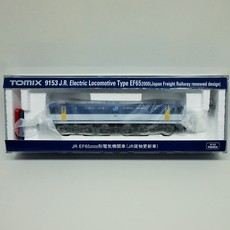 TOMIX 9153 J.R. Electric Locomotive Type EF65 2000(Japan Freight Railway renewed design)
JR EF65 2000形電気機関車(JR貨物更新車)